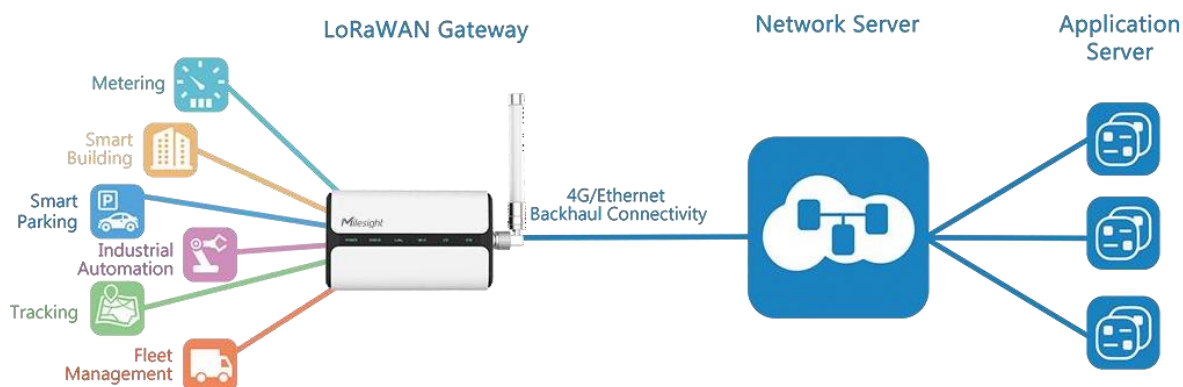 LoRaWAN Gateway
Network Server
Application
Server
Metering
Smart
Building
P
Smart
Parking
Industrial
Automation
Tracking
Fleet
Management
Milesight
4G/Ethernet
Backhaul Connectivity